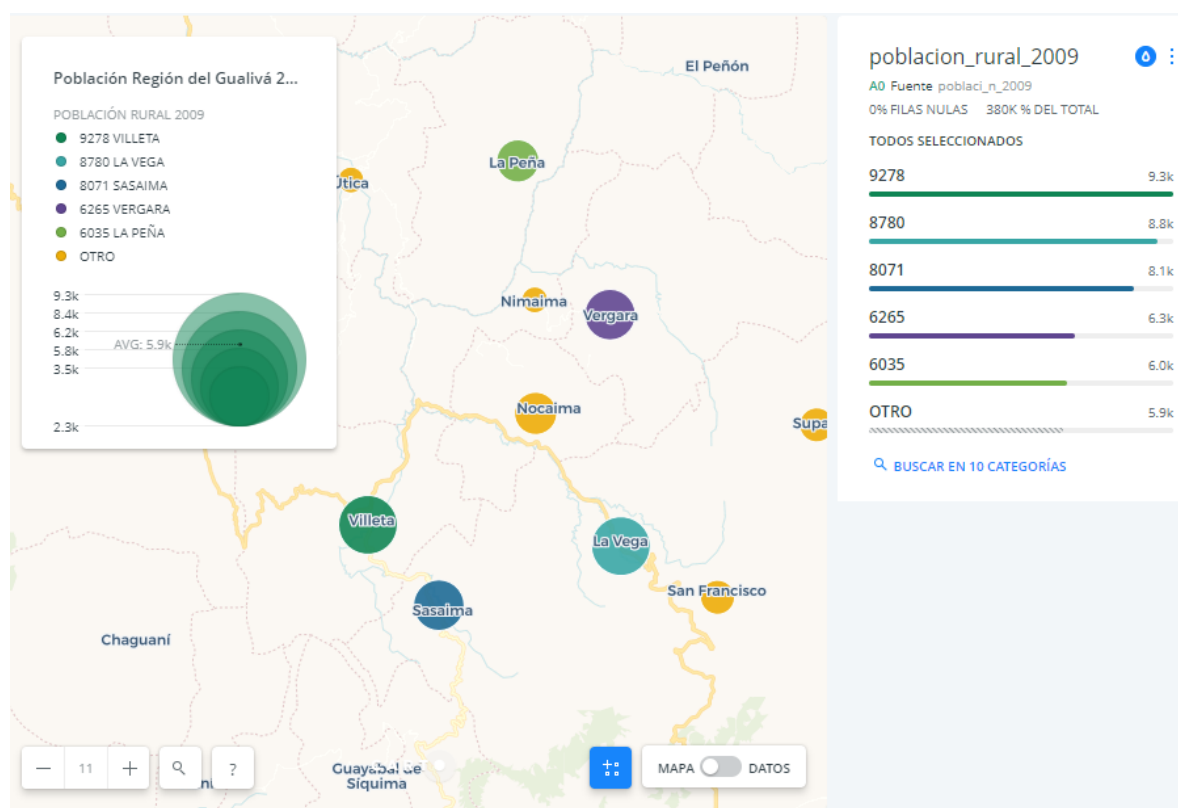 Población Región del Gualivá 2...
POBLACIÓN RURAL 2009
9278 VILLETA
8780 LA VEGA
8071 SASAIMA
6265 VERGARA
6035 LA PEÑA
OTRO
9.3k
8.4k
6.2k
AVG: 5.9k
5.8k
3.5k
2.3k
El Peñón
La Peña
Útica
Nimaima
Vergara
Nocaima
Supa
Villeta
La Vega
San Francisco
Sasaima
Chaguaní
Guayabal de
Síquima
11
?
MAPA
DATOS
poblacion_rural_2009
A0 Fuente poblaci_n_2009
0% FILAS NULAS 380K % DEL TOTAL
TODOS SELECCIONADOS
9278 9.3k
8780 8.8k
8071 8.1k
6265 6.3k
6035 6.0k
OTRO 5.9k
BUSCAR EN 10 CATEGORÍAS